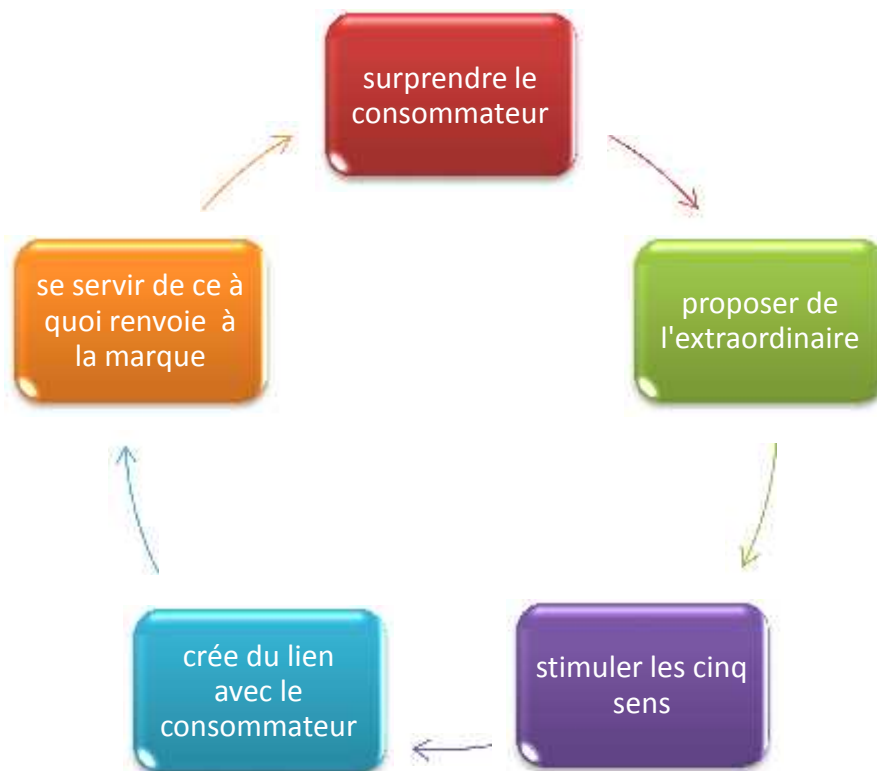 surprendre le
consommateur
proposer de
l'extraordinaire
stimuler les cinq
sens
crée du lien
avec le
consommateur
se servir de ce à
quoi renvoie à
la marque